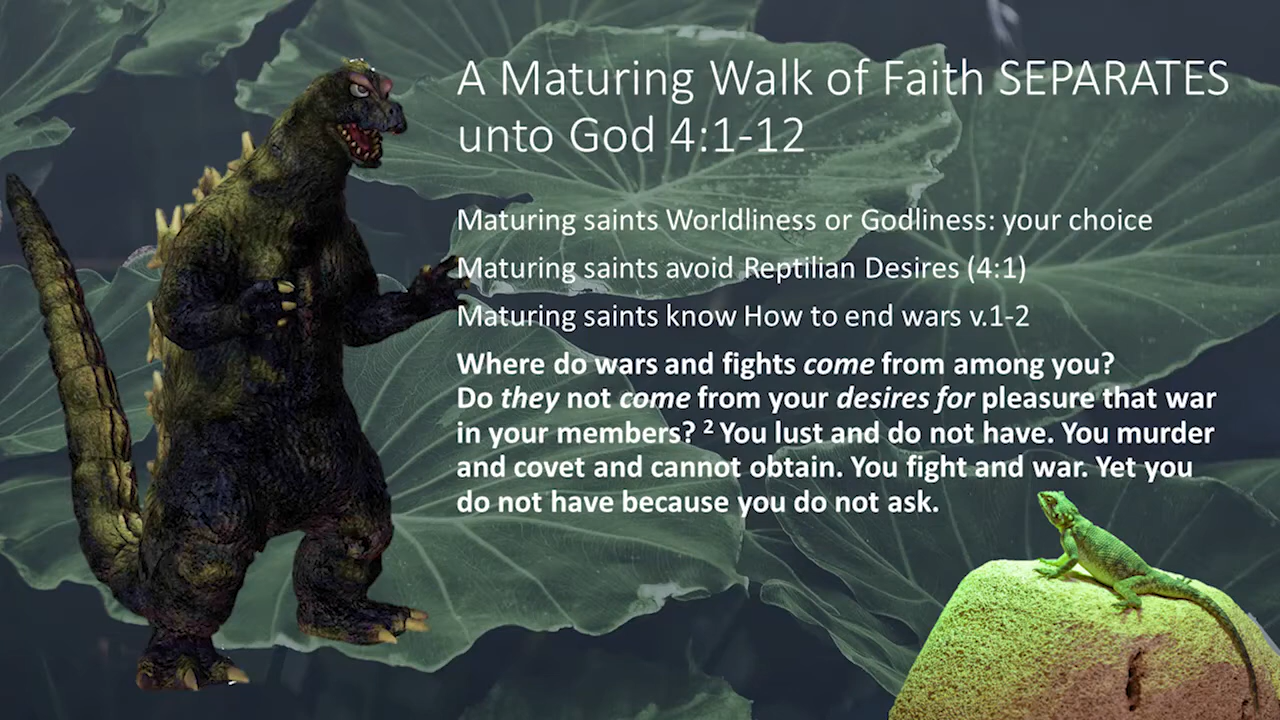 A Maturing Walk of Faith SEPARATES
unto God 4:1-12
Maturing saints Worldliness or Godliness: your choice
Maturing saints avoid Reptilian Desires (4:1)
Maturing saints know How to end wars v.1-2
Where do wars and fights come from among you?
Do they not come from your desires for pleasure that war
in your members? ² You lust and do not have. You murder
and covet and cannot obtain. You fight and war. Yet you
do not have because you do not ask.